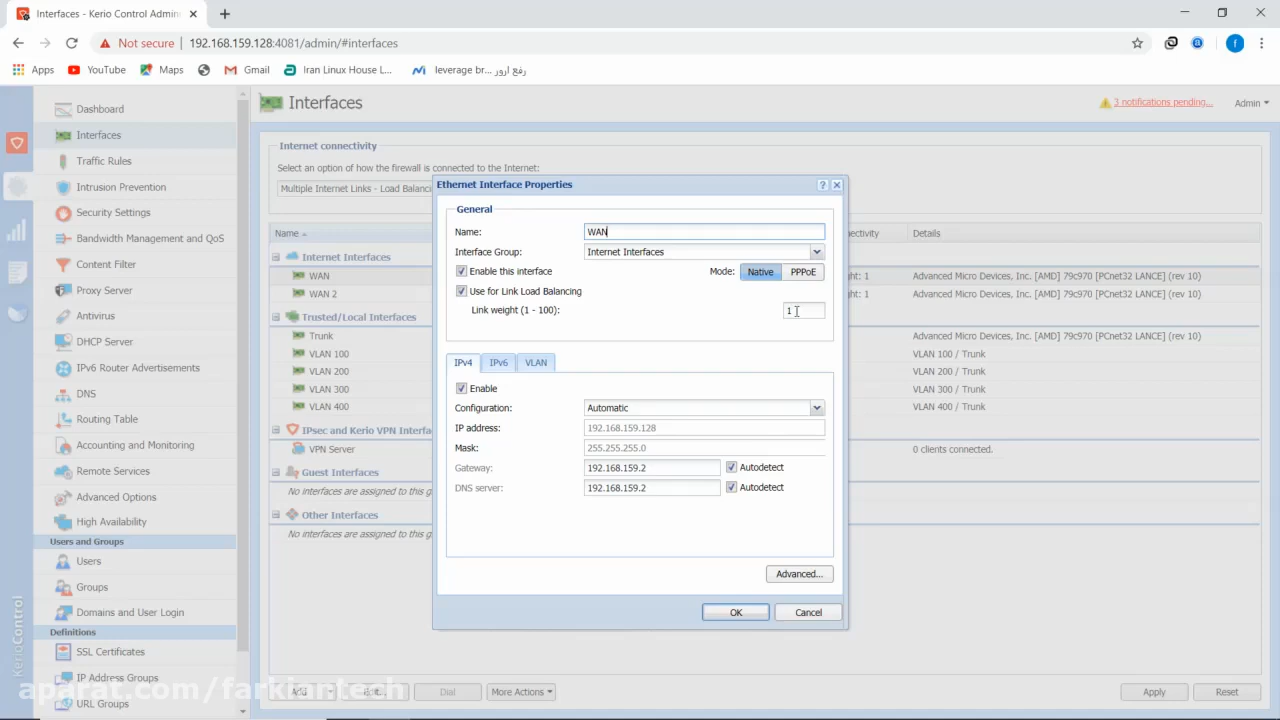 Interfaces - Kerio Control Admin
Not secure 192.168.159.128:4081/admin/#interfaces
f
Apps YouTube Maps Gmail Iran Linux House L... leverage br... رفع ارور
Dashboard
Interfaces
Traffic Rules
Intrusion Prevention
Security Settings
Bandwidth Management and QoS
Content Filter
Proxy Server
Antivirus
DHCP Server
IPv6 Router Advertisements
DNS
Routing Table
Accounting and Monitoring
Remote Services
Advanced Options
High Availability
Users and Groups
Users
Groups
Domains and User Login
Definitions
SSL Certificates
IP Address Groups
URL Groups
KerioControl
Interfaces
3 notifications pending...
Admin
Internet connectivity
Select an option of how the firewall is connected to the Internet:
Multiple Internet Links - Load Balanci
Name
Details
Internet Interfaces
WAN ght: 1 Advanced Micro Devices, Inc. [AMD] 79c970 [PCnet32 LANCE] (rev 10)
WAN 2 ght: 1 Advanced Micro Devices, Inc. [AMD] 79c970 [PCnet32 LANCE] (rev 10)
Trusted/Local Interfaces
Trunk Advanced Micro Devices, Inc. [AMD] 79c970 [PCnet32 LANCE] (rev 10)
VLAN 100 VLAN 100 / Trunk
VLAN 200 VLAN 200 / Trunk
VLAN 300 VLAN 300 / Trunk
VLAN 400 VLAN 400 / Trunk
IPsec and Kerio VPN Interfa
VPN Server 0 clients connected.
Guest Interfaces
No interfaces are assigned to this g
Other Interfaces
No interfaces are assigned to this g
Dial
More Actions
Apply
Reset
Ethernet Interface Properties
General
Name: WAN
Interface Group: Internet Interfaces
Enable this interface Mode: Native PPPoE
Use for Link Load Balancing
Link weight (1 - 100): 1
IPv4 IPv6 VLAN
Enable
Configuration: Automatic
IP address: 192.168.159.128
Mask: 255.255.255.0
Gateway: 192.168.159.2 Autodetect
DNS server: 192.168.159.2 Autodetect
Advanced...
OK Cancel
aparat.com/farkiantech